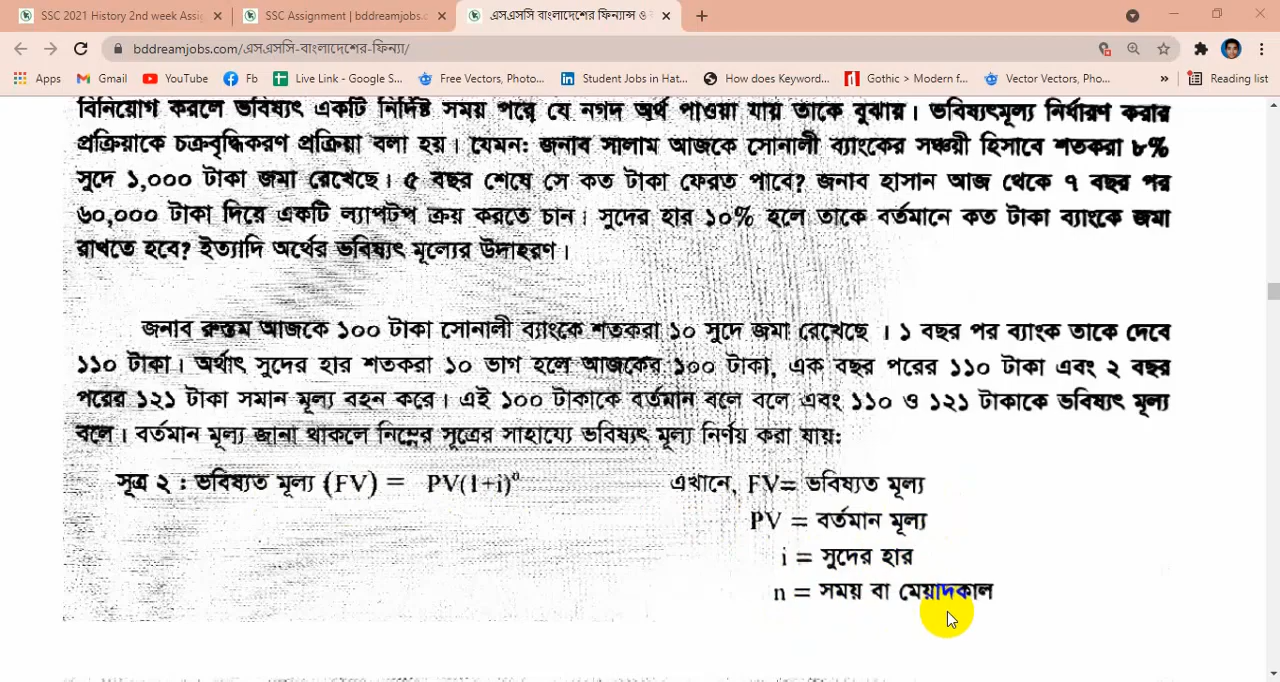 SSC 2021 History 2nd week Assig
SSC Assignment | bddreamjobs.c
এসএসসি বাংলাদেশের ফিন্যান্স ও ব
bddreamjobs.com/এসএসসি-বাংলাদেশের-ফিন্যা/
Apps Gmail YouTube Fb Live Link - Google S... Free Vectors, Photo... Student Jobs in Hat... How does Keyword... Gothic > Modern f... Vector Vectors, Pho... » Reading list
বিনিয়োগ করলে ভবিষ্যৎ একটি নির্দিষ্ট সময় পরে যে নগদ অর্থ পাওয়া যায় তাকে বুঝায়। ভবিষ্যৎমূল্য নির্ধারণ করার
প্রক্রিয়াকে চক্রবৃদ্ধিকরণ প্রক্রিয়া বলা হয়। যেমন: জনাব সালাম আজকে সোনালী ব্যাংকের সঞ্চয়ী হিসাবে শতকরা ৮%
সুদে ১,০০০ টাকা জমা রেখেছে। ৫ বছর শেষে সে কত টাকা ফেরত পাবে? জনাব হাসান আজ থেকে ৭ বছর পর
৬০,০০০ টাকা দিয়ে একটি ল্যাপটপ ক্রয় করতে চান। সুদের হার ১০% হলে তাকে বর্তমানে কত টাকা ব্যাংকে জমা
রাখতে হবে? ইত্যাদি অর্থের ভবিষ্যৎ মূল্যের উদাহরণ।
জনাব রুস্তম আজকে ১০০ টাকা সোনালী ব্যাংকে শতকরা ১০ সুদে জমা রেখেছে । ১ বছর পর ব্যাংক তাকে দেবে
১১০ টাকা। অর্থাৎ সুদের হার শতকরা ১০ ভাগ হলে আজকের ১০০ টাকা, এক বছর পরের ১১০ টাকা এবং ২ বছর
পরের ১২১ টাকা সমান মূল্য বহন করে। এই ১০০ টাকাকে বর্তমান বলে বলে এবং ১১০ ও ১২১ টাকাকে ভবিষ্যৎ মূল্য
বলে। বর্তমান মূল্য জানা থাকলে নিম্নের সূত্রের সাহায্যে ভবিষ্যৎ মূল্য নির্ণয় করা যায়:
সূত্র ২ : ভবিষ্যত মূল্য (FV) = PV(1+i)ⁿ এখানে, FV= ভবিষ্যত মূল্য
PV = বর্তমান মূল্য
i = সুদের হার
n = সময় বা মেয়াদকাল